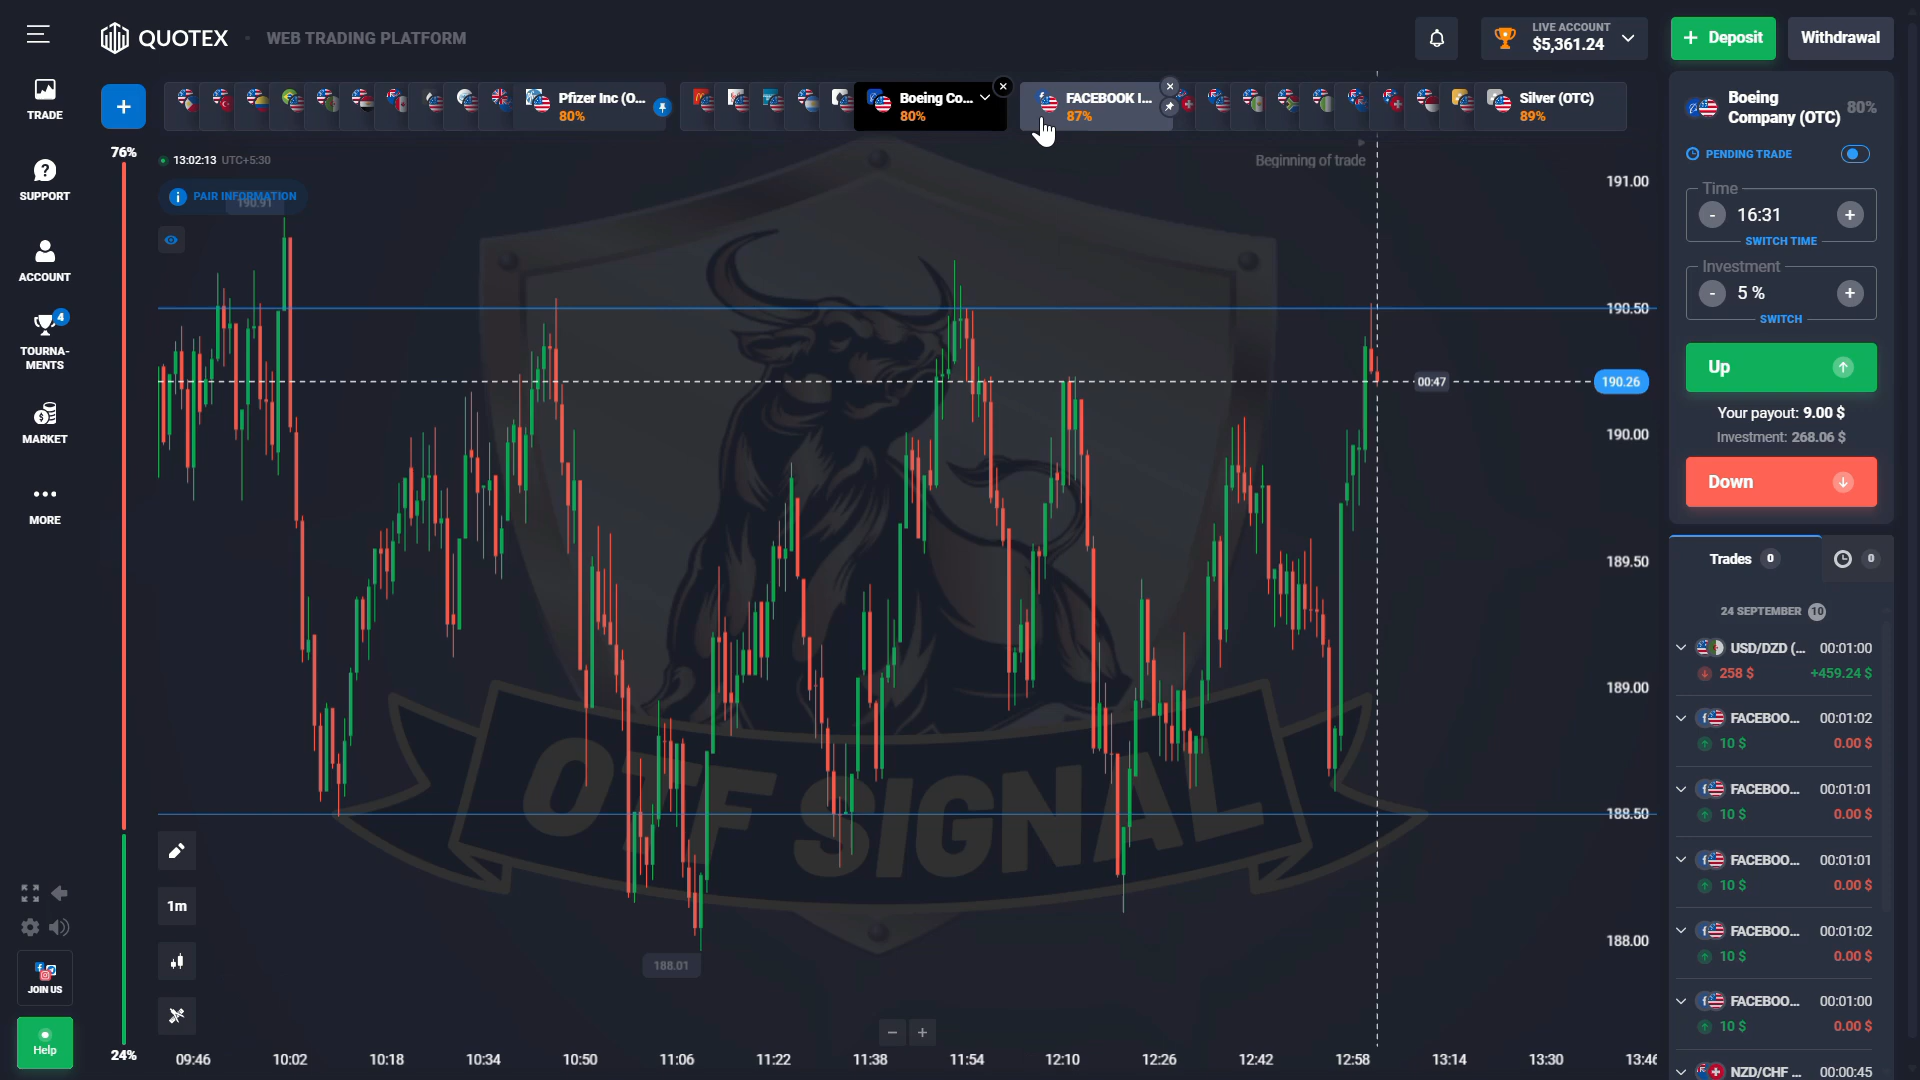 QUOTEX
WEB TRADING PLATFORM
LIVE ACCOUNT
$5,361.24
Deposit
Withdrawal
TRADE
SUPPORT
ACCOUNT
4
TOURNA-
MENTS
MARKET
MORE
JOIN US
Help
Pfizer Inc (O...
80%
Boeing Co...
80%
FACEBOOK I...
87%
Silver (OTC)
89%
76%
24%
13:02:13 UTC+5:30
PAIR INFORMATION
190.91
Beginning of trade
191.00
190.50
190.26
190.00
189.50
189.00
188.50
188.00
00:47
188.01
OTF SIGNAL
1m
09:46 10:02 10:18 10:34 10:50 11:06 11:22 11:38 11:54 12:10 12:26 12:42 12:58 13:14 13:30 13:46
Boeing
Company (OTC)
80%
PENDING TRADE
Time
- 16:31 +
SWITCH TIME
Investment
- 5 % +
SWITCH
Up
Your payout: 9.00 $
Investment: 268.06 $
Down
Trades 0
0
24 SEPTEMBER 10
USD/DZD (... 00:01:00
258 $ +459.24 $
FACEBOO... 00:01:02
10 $ 0.00 $
FACEBOO... 00:01:01
10 $ 0.00 $
FACEBOO... 00:01:01
10 $ 0.00 $
FACEBOO... 00:01:02
10 $ 0.00 $
FACEBOO... 00:01:00
10 $ 0.00 $
NZD/CHF ... 00:00:45